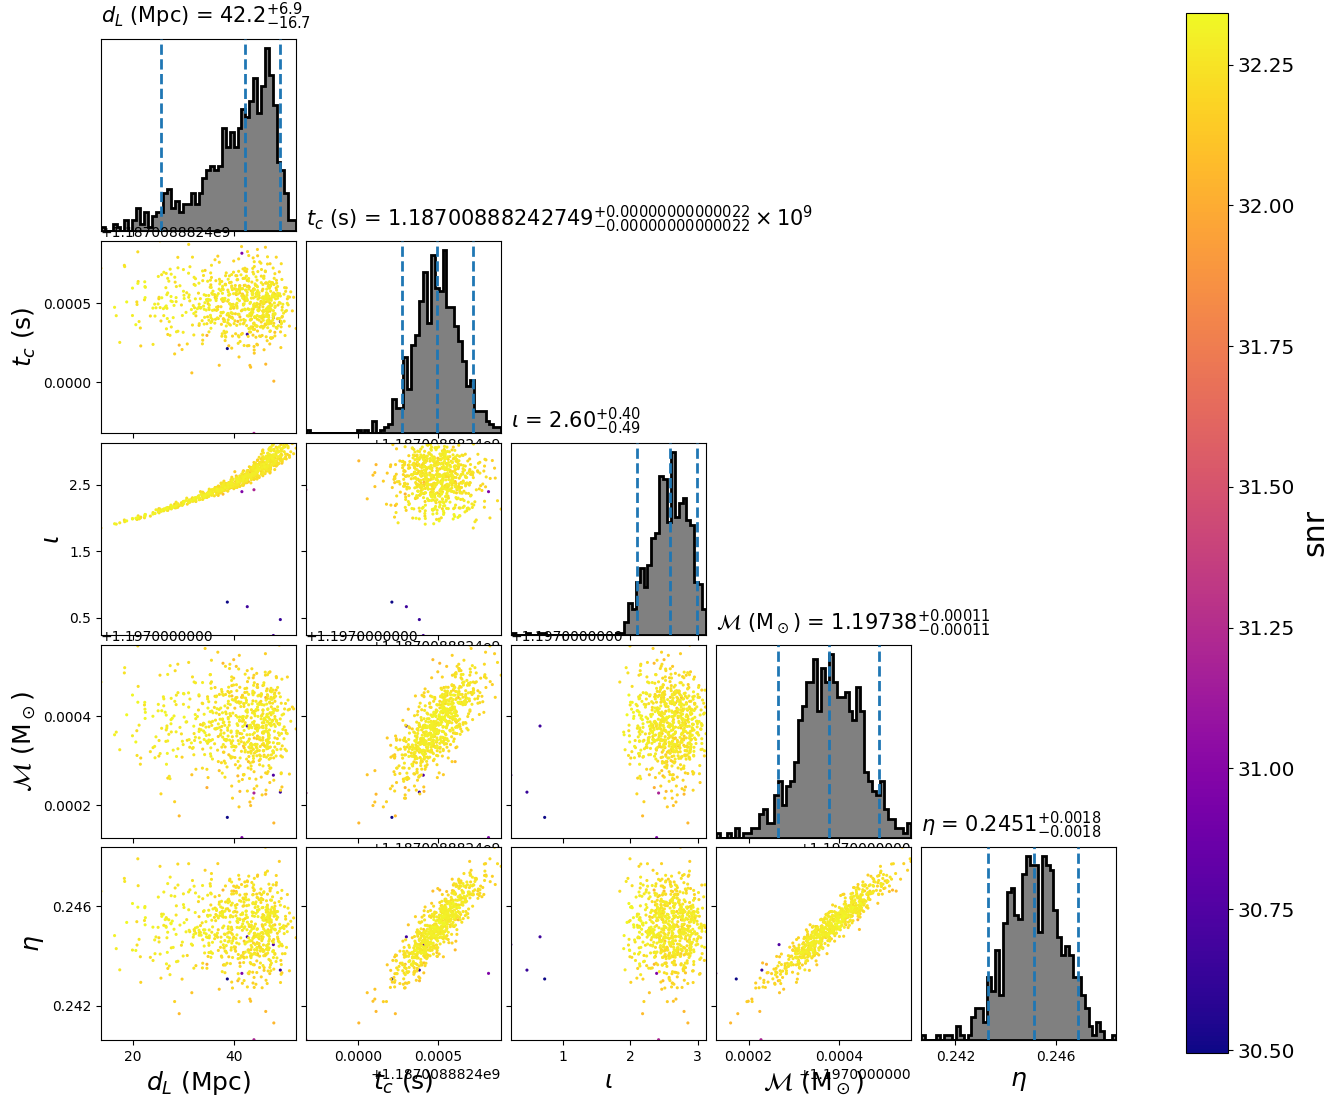 d_L (Mpc) = 42.2^{+6.9}_{-16.7}
32.25
32.00
31.75
31.50
31.25
31.00
30.75
30.50
snr
t_c (s) = 1.18700888242749^{+0.00000000000022}_{-0.00000000000022} × 10^9
+1.1870088824e9
t_c (s)
0.0005
0.0000
ι = 2.60^{+0.40}_{-0.49}
+1.1870088824e9
ι
2.5
1.5
0.5
ℳ (M_⊙) = 1.19738^{+0.00011}_{-0.00011}
+1.1970000000
+1.1970000000
+1.1870088824e9
+1.1970000000
ℳ (M_⊙)
0.0004
0.0002
η = 0.2451^{+0.0018}_{-0.0018}
+1.1870088824e9
+1.1970000000
η
0.246
0.242
20 40
0.0000 0.0005
1 2 3
0.0002 0.0004
0.242 0.246
d_L (Mpc)
t_c (s)
+1.1870088824e9
ι
ℳ (M_⊙)
+1.1970000000
η